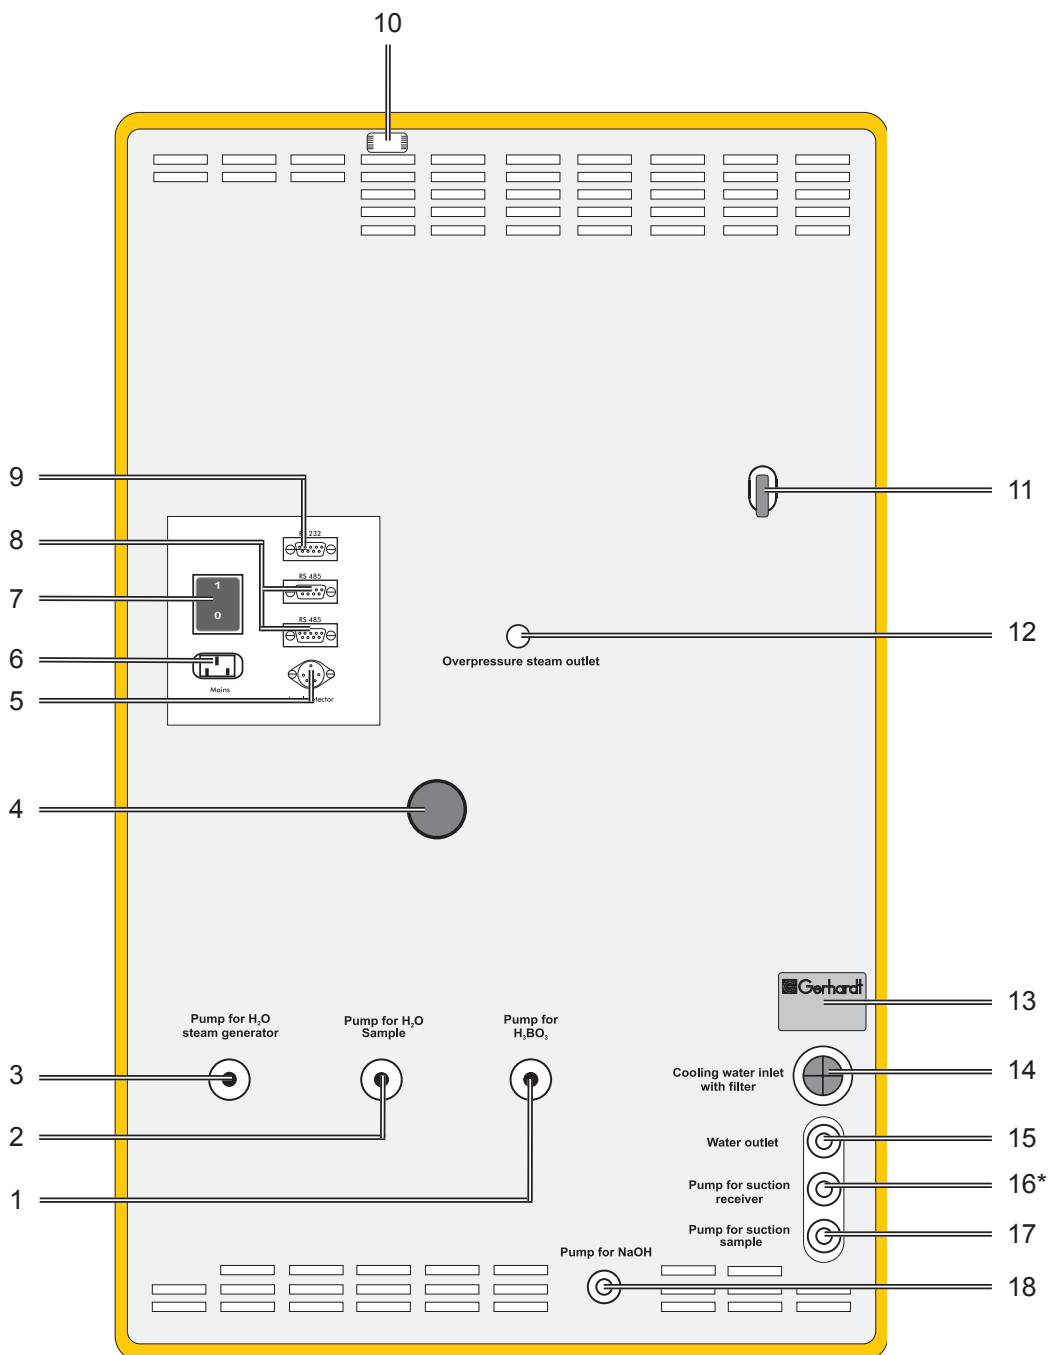 10
9
RS 232
11
8
RS 485
7
1
0
RS 485
12
6
Overpressure steam outlet
Mains
5
4
Gerhardt
13
Pump for H₂O
steam generator
Pump for H₂O
Sample
Pump for
H₃BO₃
3
Cooling water inlet
with filter
14
2
Water outlet
15
1
Pump for suction
receiver
16*
Pump for suction
sample
17
Pump for NaOH
18